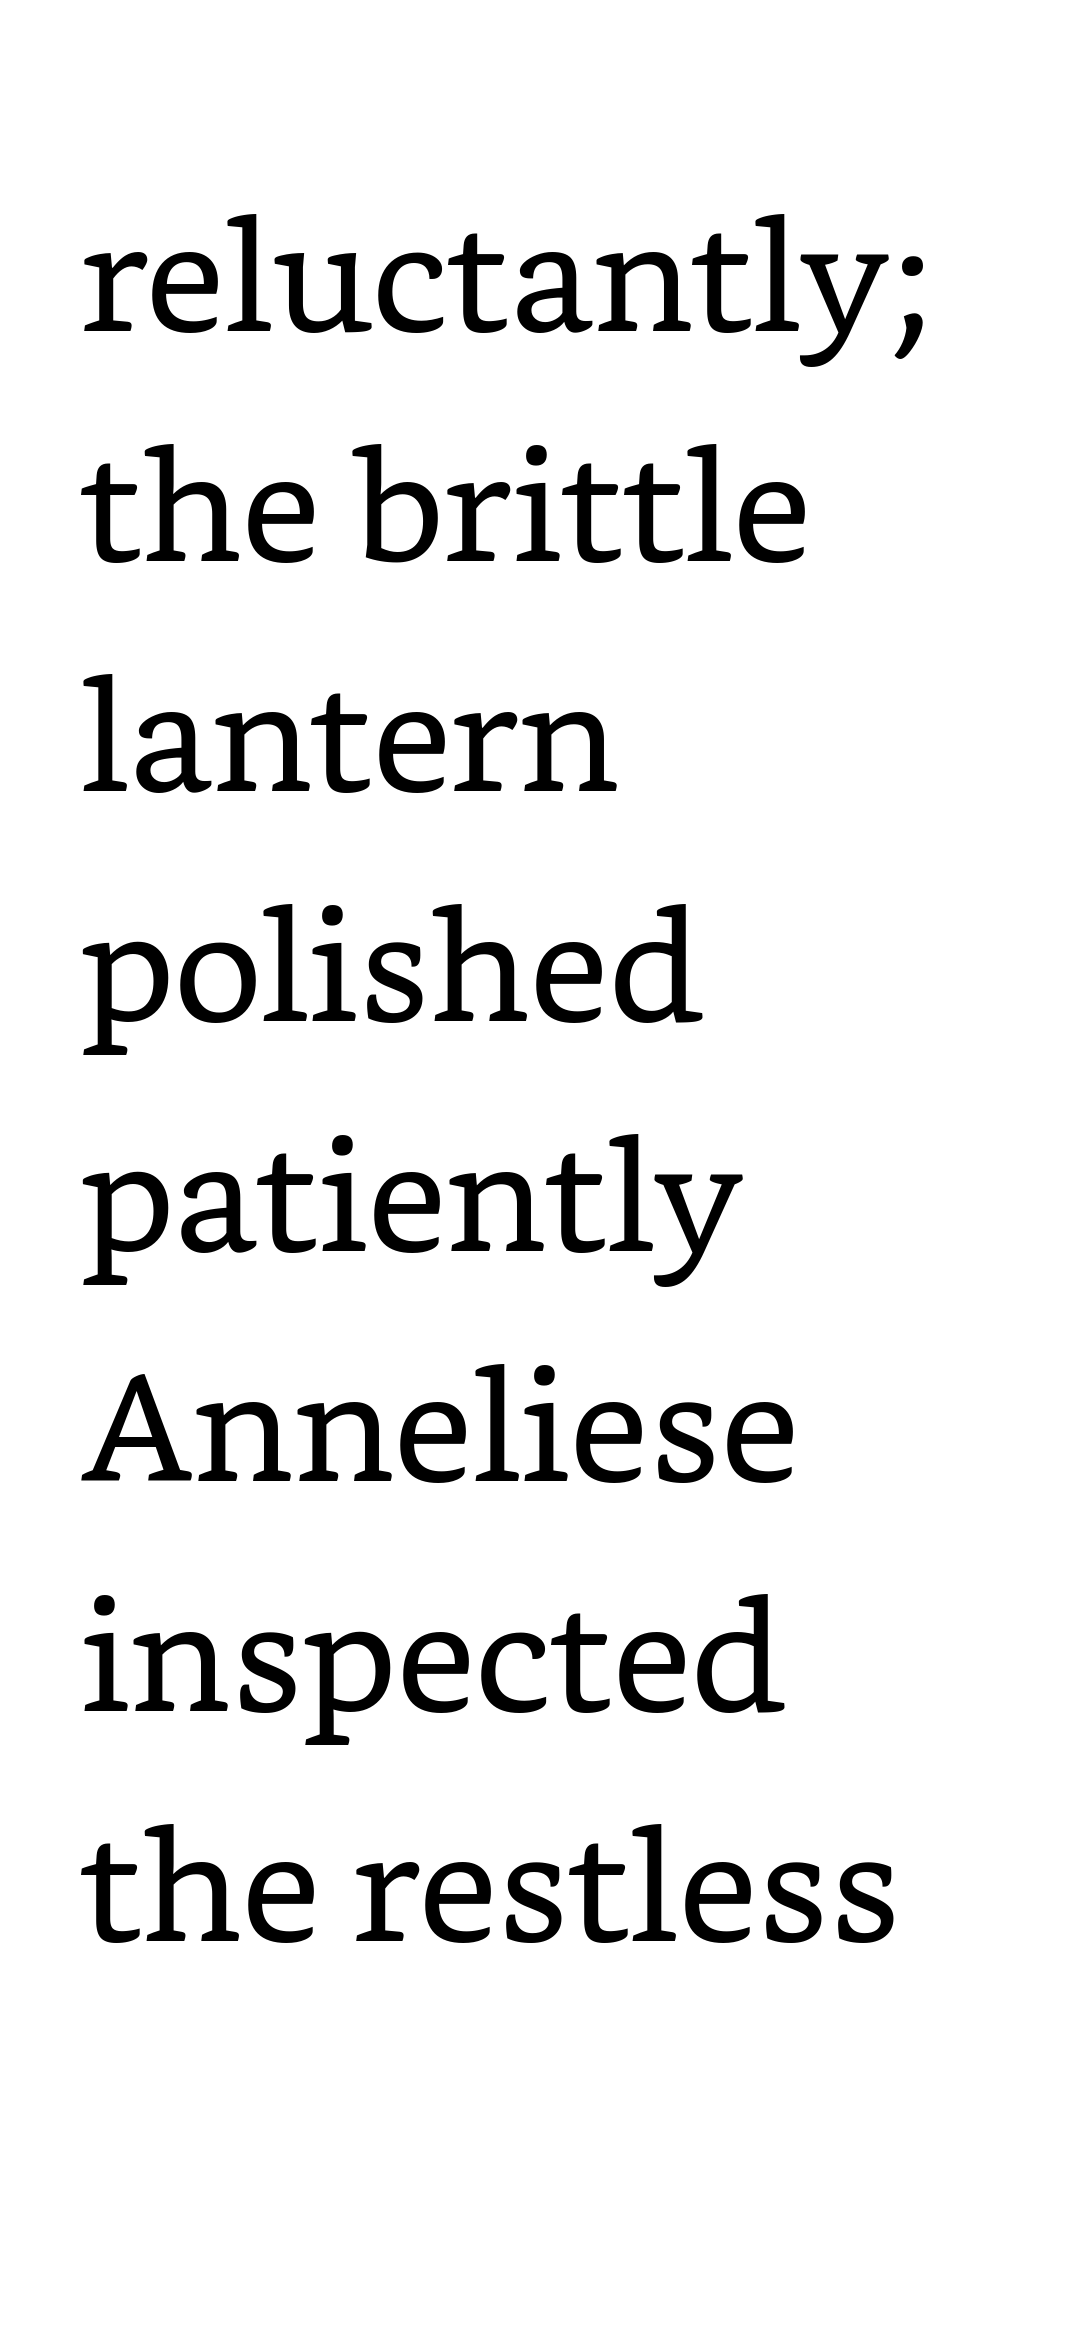 reluctantly;
the brittle
lantern
polished
patiently
Anneliese
inspected
the restless